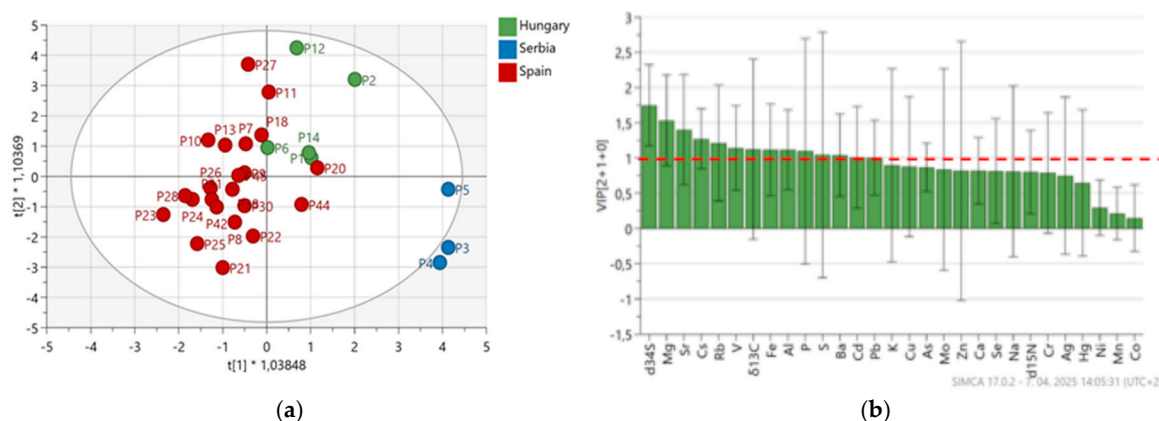 Hungary
Serbia
Spain
5
4
3
2
1
0
-1
-2
-3
-4
-5
-5 -4 -3 -2 -1 0 1 2 3 4 5
t[2] * 1,10369
t[1] * 1,03848
P12
P27
P2
P11
P18
P13 P7
P10
P14
P6
P20
P26
P5
P28
P30
P44
P23
P24
P42
P22
P8
P25
P3
P4
P21
(a)
3
2,5
2
1,5
1
0,5
0
-0,5
-1
-1,5
VIP[2+1+0]
d34S Mg Sr Cs Rb V δ13C Fe Al P S Ba Cd Pb K Cu As Mo Zn Ca Se Na d15N Cr Ag Hg Ni Mn Co
SIMCA 17.0.2 - 7. 04. 2025 14:05:31 (UTC+2
(b)